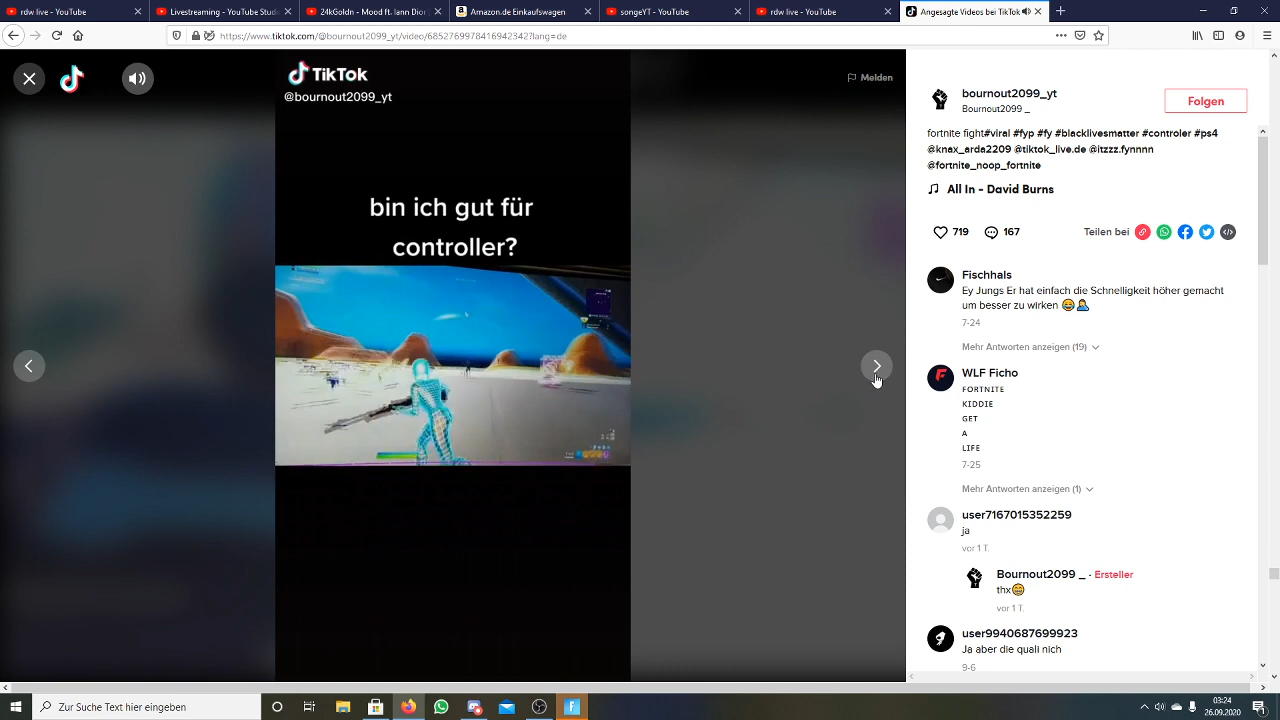 rdw live - YouTube
Livestreaming - YouTube Stud
24kGoldn - Mood ft. Iann Dior
Amazon.de Einkaufswagen
songeYT - YouTube
rdw live - YouTube
Angesagte Videos bei TikTok
https://www.tiktok.com/@bournout2099_yt/video/6852769978416942342?lang=de
TikTok
@bournout2099_yt
Melden
bin ich gut für
controller?
bournout2099_yt
Bournout2099 _
Folgen
fortnite fight#viral #fyp #fy #blacklivesmatter #controler #ps4
@knax_arda2209 @tiktok_live.de @itzzz.fynnnn
@fortnite_noop_fortnite
All In - David Burns
719
167
Teilen bei
Fischhals
Ey Jungs Er hat einfach die Schnelligkeit höher gemacht
um besser zu wirken 😂🤦‍♂️
7-24
Mehr Antworten anzeigen (19)
WLF Ficho
FORTNITE
KIDDIE
GET
A
LIFE
7-25
Mehr Antworten anzeigen (1)
user7167015352259
ja
vor 1 T.
Bournout2099 _ · Ersteller
thx😁
vor 1 T.
user9940687699923
Ja aber die quali nich
9-6
Zur Suche Text hier eingeben
03:24
26.09.2020